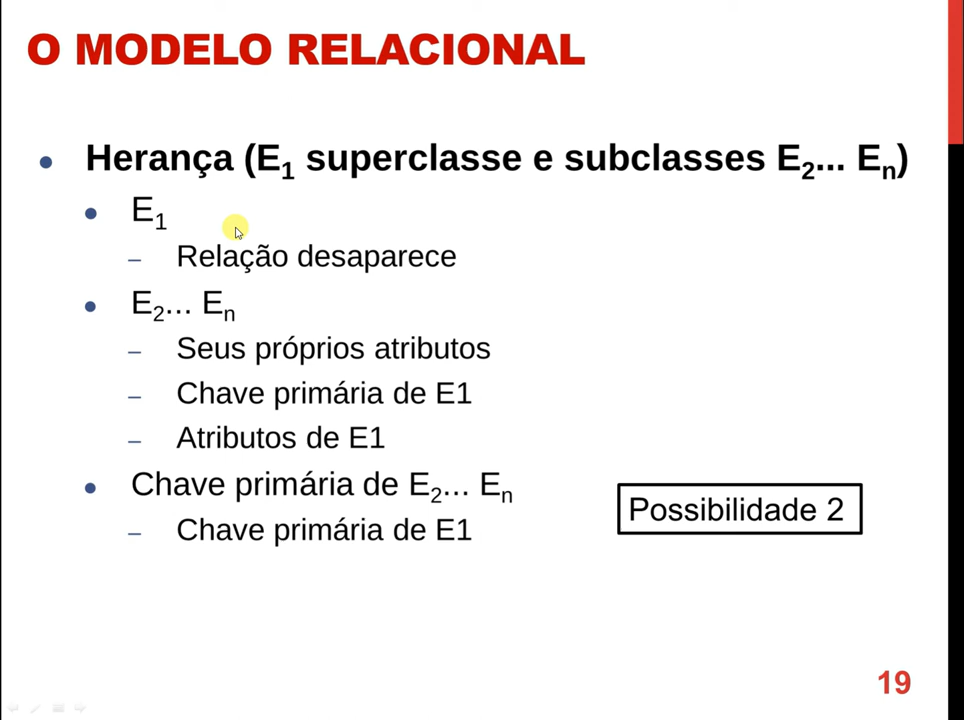 O MODELO RELACIONAL
Herança (E1 superclasse e subclasses E2... En)
E1
Relação desaparece
E2... En
Seus próprios atributos
Chave primária de E1
Atributos de E1
Chave primária de E2... En
Chave primária de E1
Possibilidade 2
19